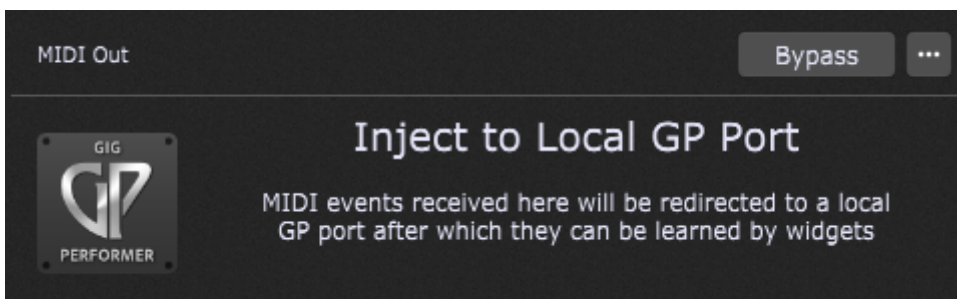 MIDI Out
Bypass
...
Inject to Local GP Port
GIG
GP
PERFORMER
MIDI events received here will be redirected to a local
GP port after which they can be learned by widgets